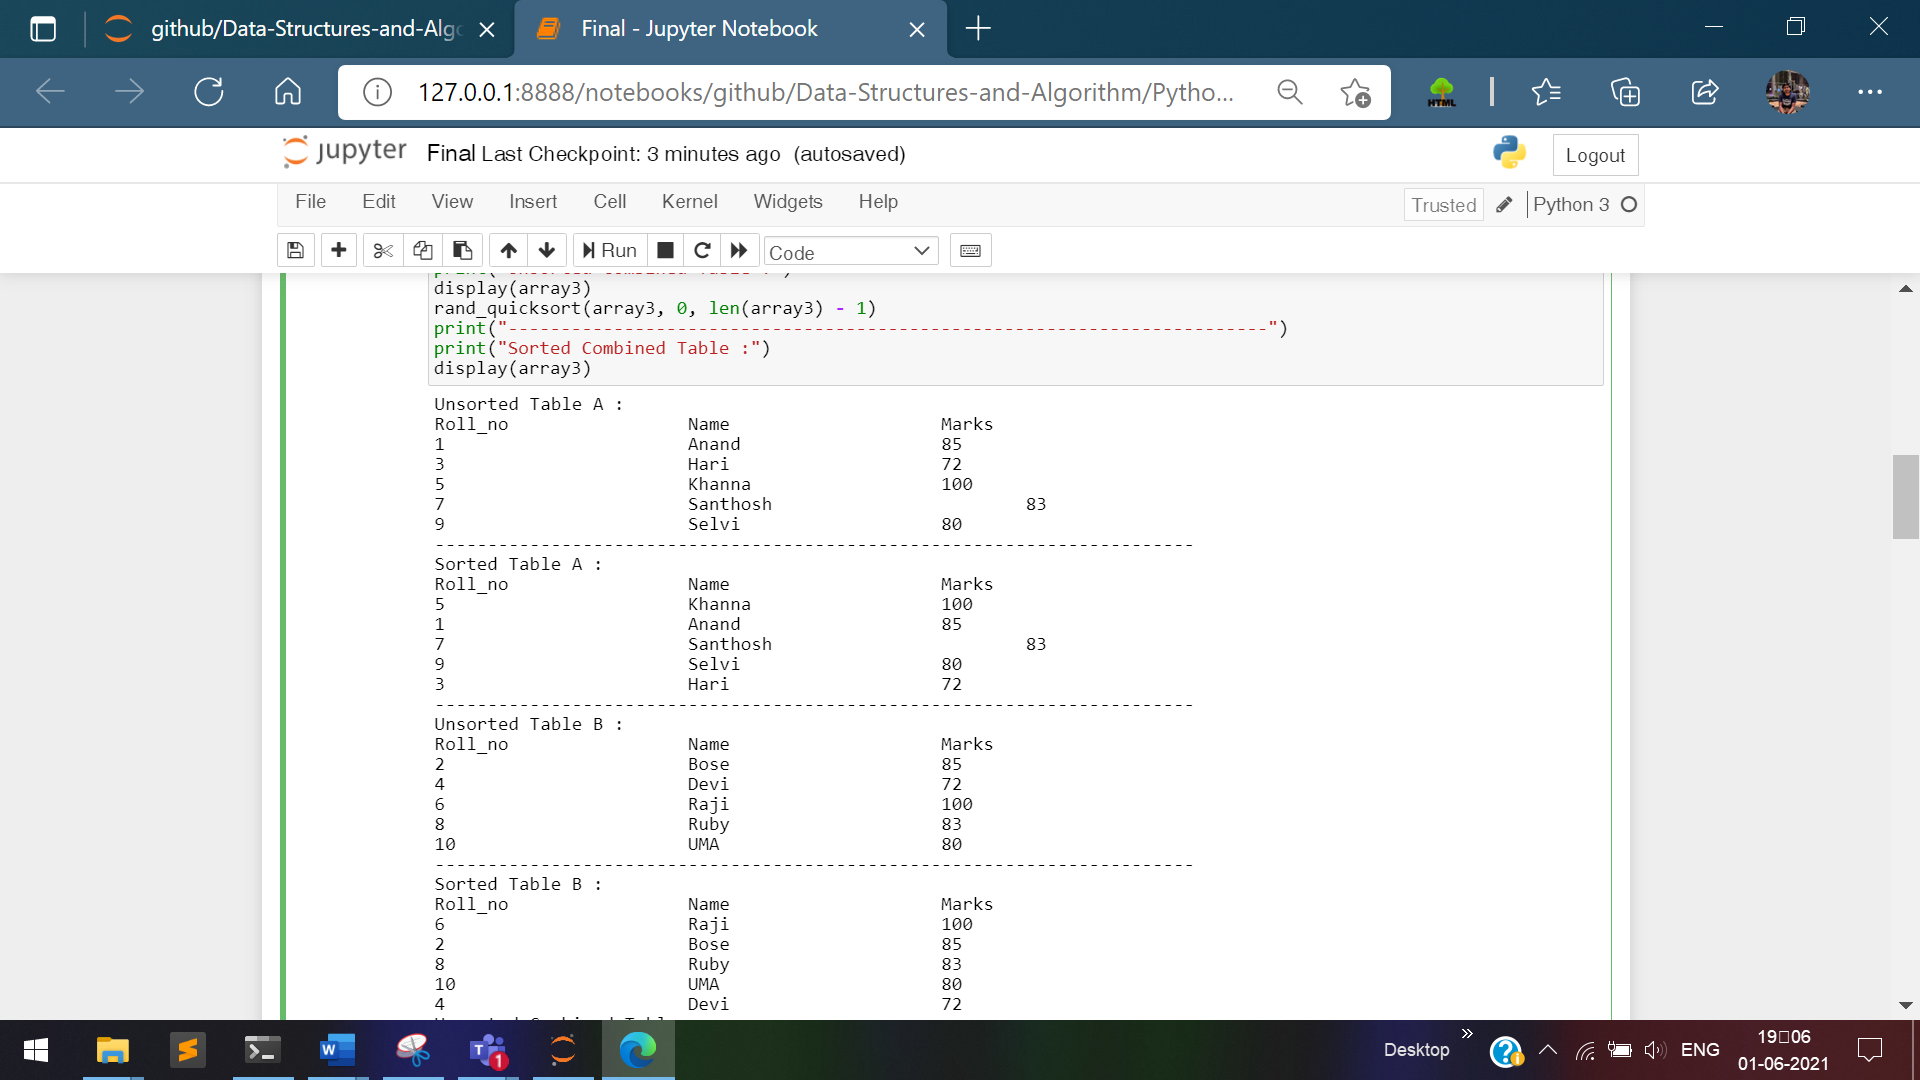 github/Data-Structures-and-Algo
Final - Jupyter Notebook
127.0.0.1:8888/notebooks/github/Data-Structures-and-Algorithm/Pytho...
HTML
jupyter Final Last Checkpoint: 3 minutes ago (autosaved)
Logout
File Edit View Insert Cell Kernel Widgets Help
Trusted Python 3
Run Code
display(array3)
rand_quicksort(array3, 0, len(array3) - 1)
print("------------------------------------------------------------------------")
print("Sorted Combined Table :")
display(array3)
Unsorted Table A :
Roll_no Name Marks
1 Anand 85
3 Hari 72
5 Khanna 100
7 Santhosh 83
9 Selvi 80
------------------------------------------------------------------------
Sorted Table A :
Roll_no Name Marks
5 Khanna 100
1 Anand 85
7 Santhosh 83
9 Selvi 80
3 Hari 72
------------------------------------------------------------------------
Unsorted Table B :
Roll_no Name Marks
2 Bose 85
4 Devi 72
6 Raji 100
8 Ruby 83
10 UMA 80
------------------------------------------------------------------------
Sorted Table B :
Roll_no Name Marks
6 Raji 100
2 Bose 85
8 Ruby 83
10 UMA 80
4 Devi 72
Desktop
ENG
19▯06
01-06-2021
1